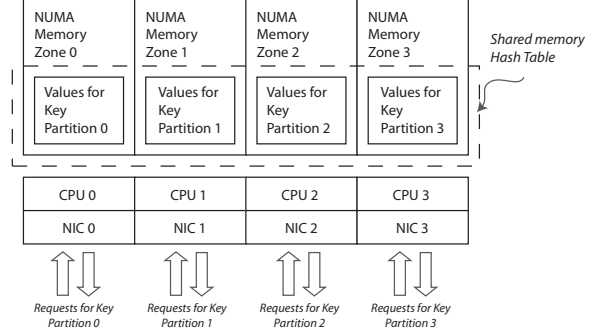 NUMA
Memory
Zone 0
NUMA
Memory
Zone 1
NUMA
Memory
Zone 2
NUMA
Memory
Zone 3
Shared memory
Hash Table
Values for
Key
Partition 0
Values for
Key
Partition 1
Values for
Key
Partition 2
Values for
Key
Partition 3
CPU 0
CPU 1
CPU 2
CPU 3
NIC 0
NIC 1
NIC 2
NIC 3
Requests for Key
Partition 0
Requests for Key
Partition 1
Requests for Key
Partition 2
Requests for Key
Partition 3